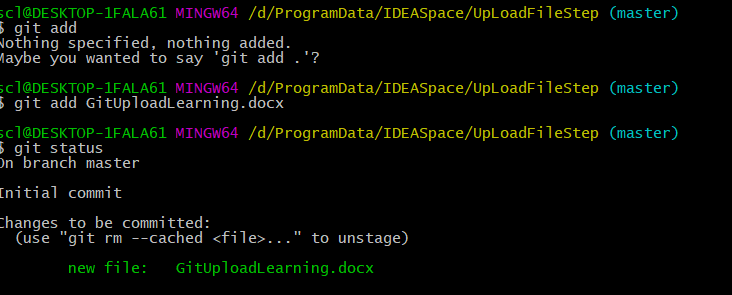 scl@DESKTOP-1FALA61 MINGW64 /d/ProgramData/IDEASpace/UpLoadFileStep (master)
$ git add
Nothing specified, nothing added.
Maybe you wanted to say 'git add .'?
scl@DESKTOP-1FALA61 MINGW64 /d/ProgramData/IDEASpace/UpLoadFileStep (master)
$ git add GitUploadLearning.docx
scl@DESKTOP-1FALA61 MINGW64 /d/ProgramData/IDEASpace/UpLoadFileStep (master)
$ git status
On branch master
Initial commit
Changes to be committed:
  (use "git rm --cached <file>..." to unstage)
        new file:   GitUploadLearning.docx